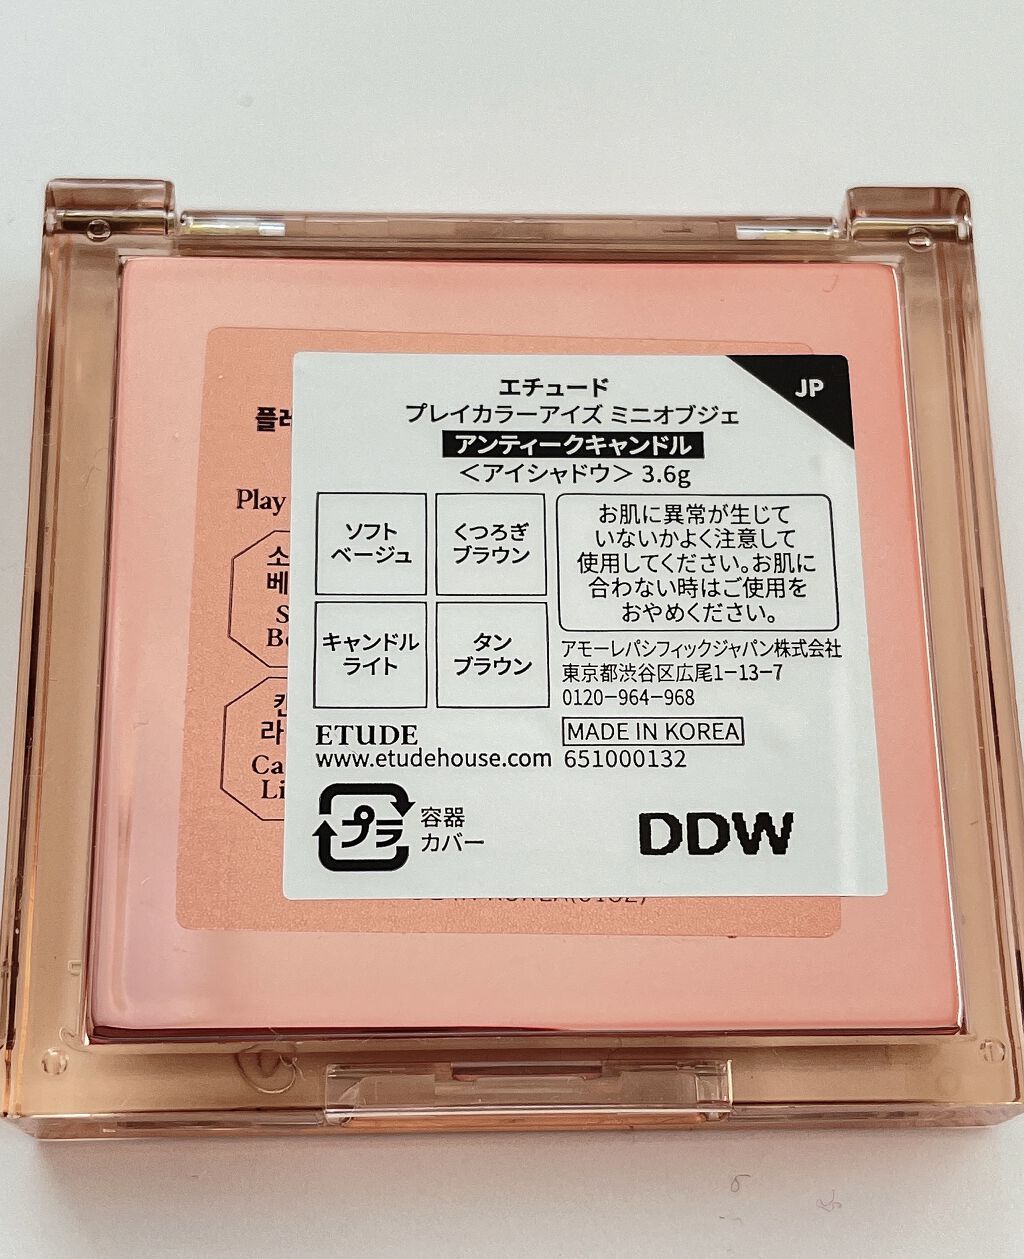 エチュード
プレイカラーアイズ ミニオブジェ
アンティークキャンドル
<アイシャドウ> 3.6g
JP
ソフト
ベージュ
くつろぎ
ブラウン
キャンドル
ライト
タン
ブラウン
お肌に異常が生じて
いないかよく注意して
使用してください。お肌に
合わない時はご使用を
おやめください。
アモーレパシフィックジャパン株式会社
東京都渋谷区広尾1-13-7
0120-964-968
MADE IN KOREA
651000132
ETUDE
www.etudehouse.com
プラ
容器
カバー
DDW
Play